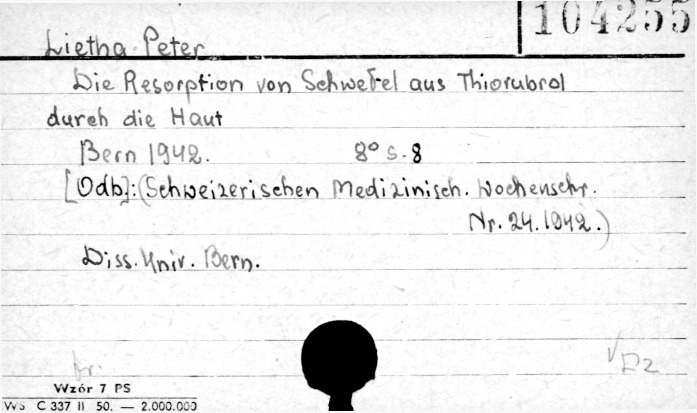 104255
Lietha Peter
Die Resorption von Schwefel aus Thiorubrol
durch die Haut
Bern 1942. 8° s. 8
[Odb]: (Schweizerischen Medizinisch. Wochenschr.
Nr. 24. 1942.)
Diss. Univ. Bern.
Wzór 7 PS
C 337 II 50. — 2.000.000